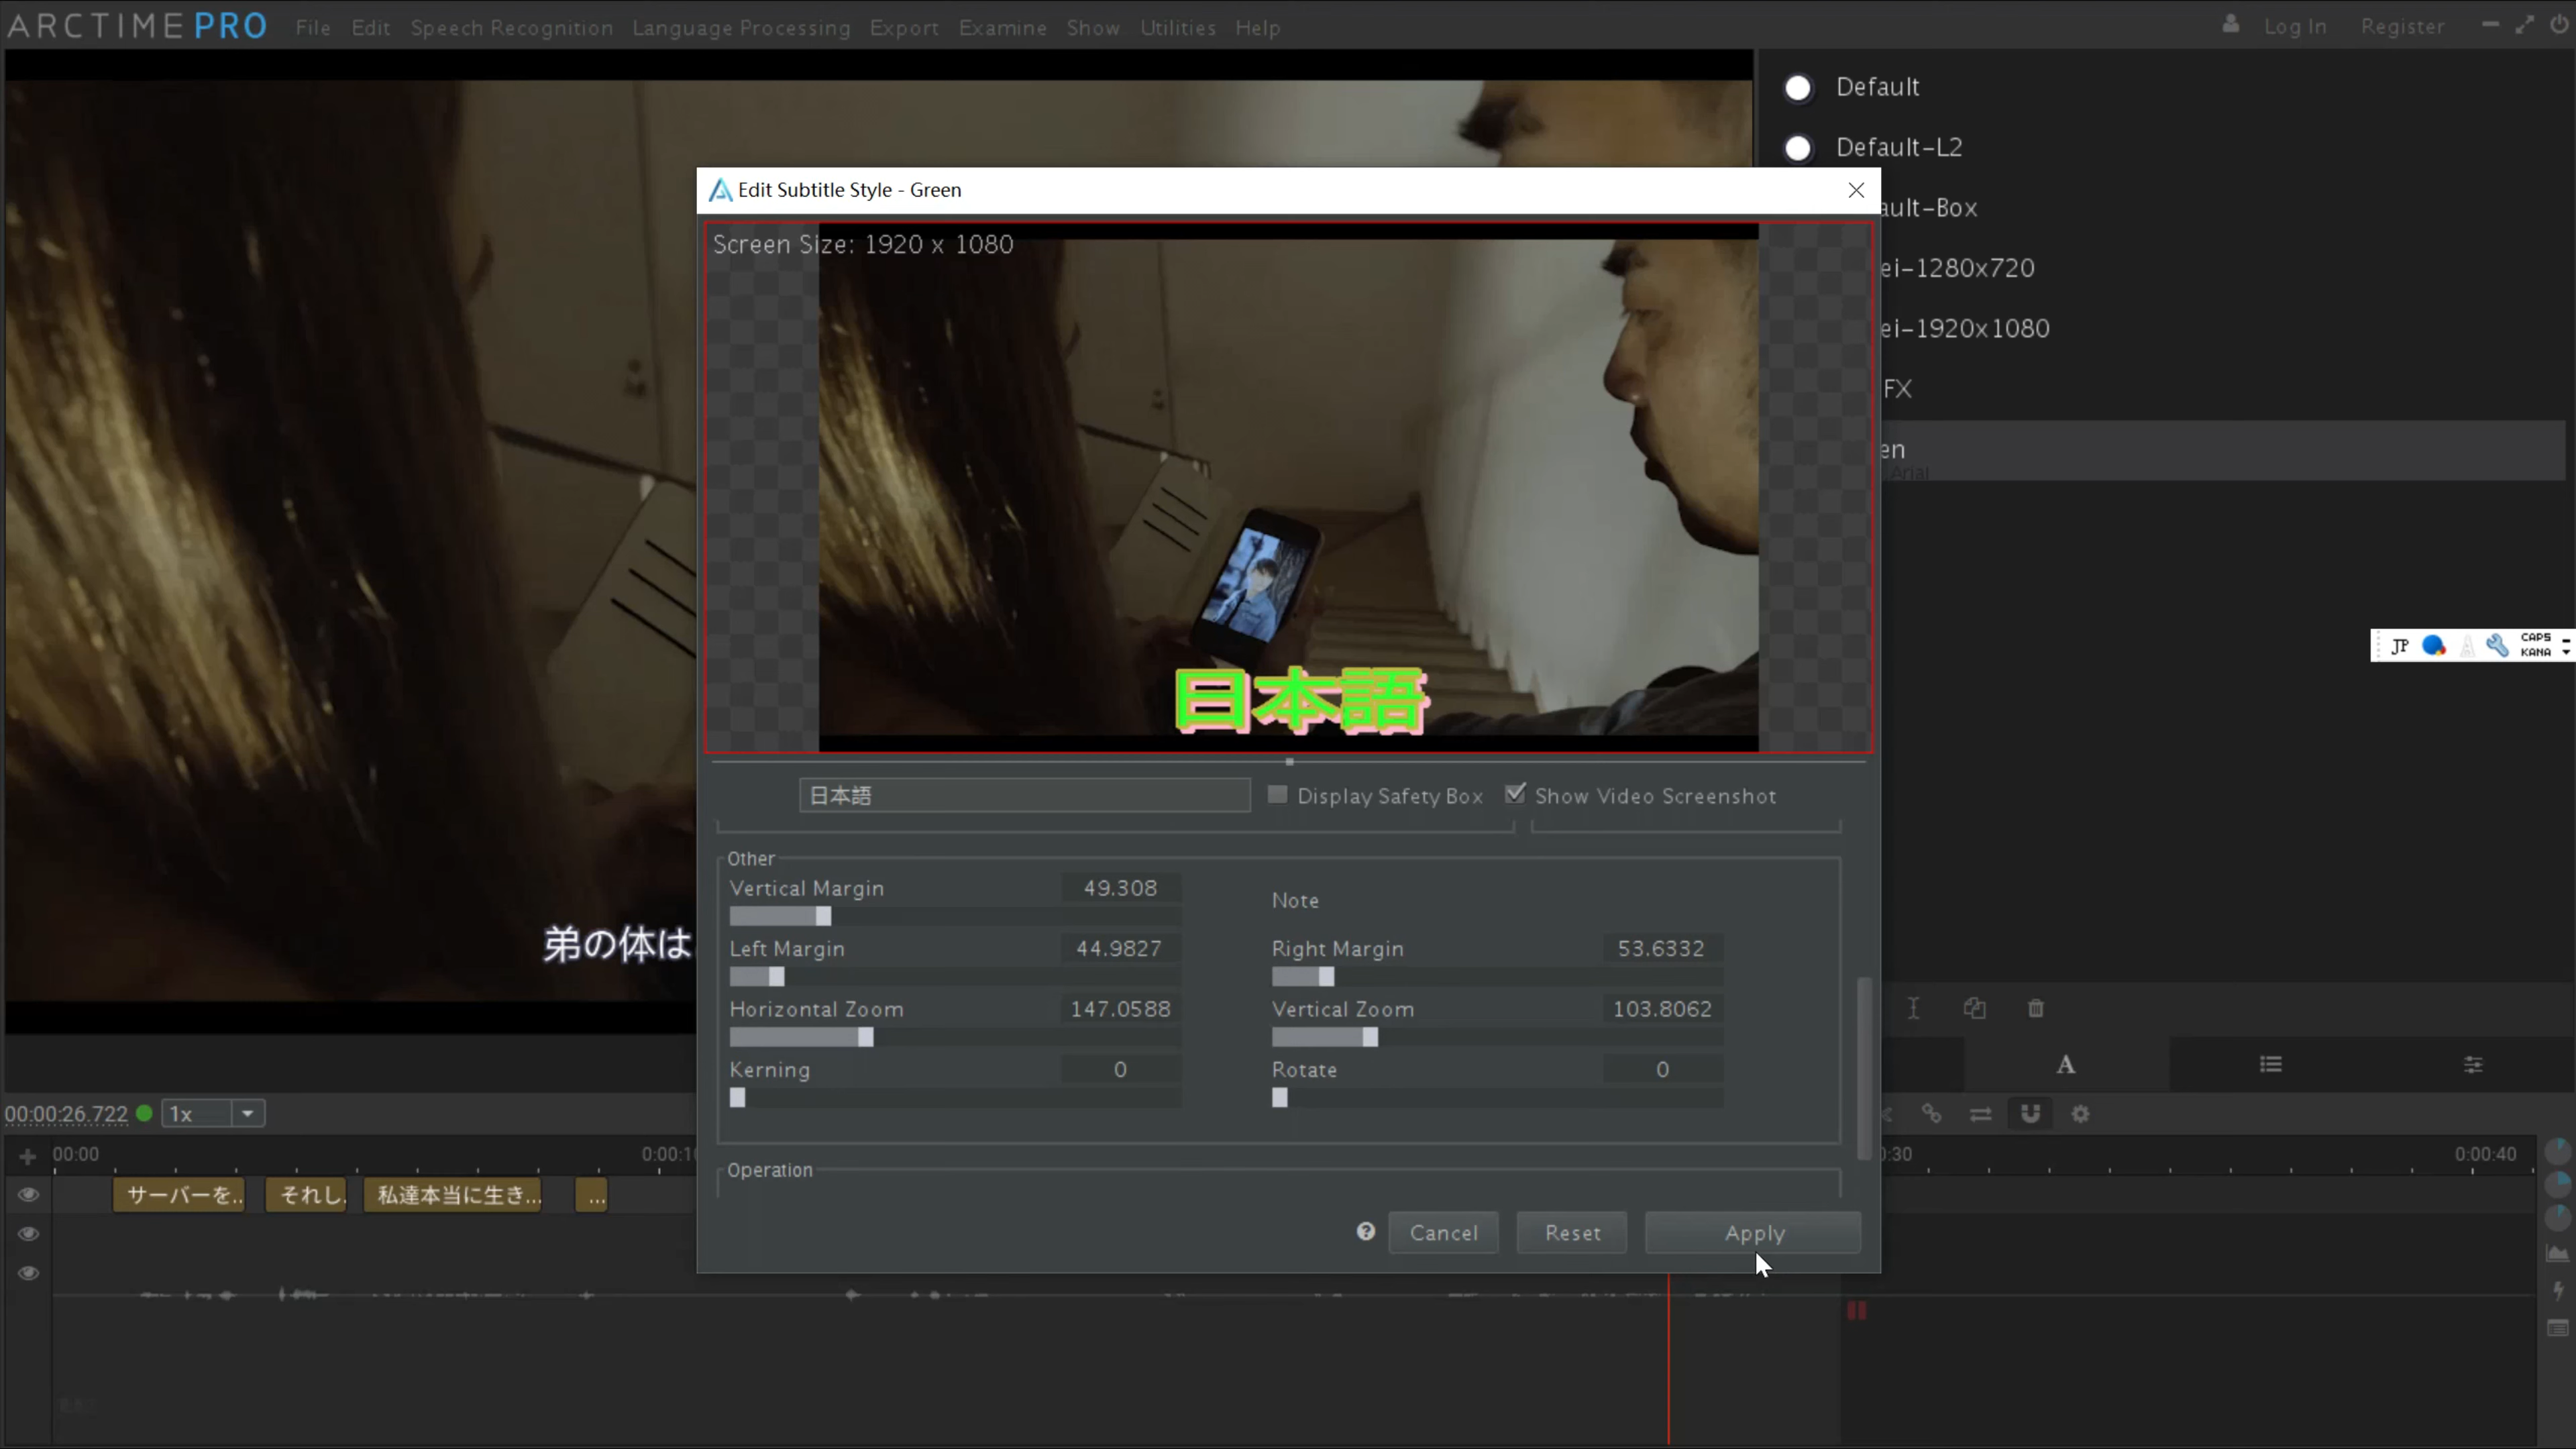 ARCTIME PRO File Edit Speech Recognition Language Processing Export Examine Show Utilities Help Log In Register
Default
Default-L2
ault-Box
ei-1280x720
ei-1920x1080
FX
en
Arial
Edit Subtitle Style - Green
Screen Size: 1920 x 1080
日本語
日本語 Display Safety Box Show Video Screenshot
Other
Vertical Margin 49.308 Note
Left Margin 44.9827 Right Margin 53.6332
Horizontal Zoom 147.0588 Vertical Zoom 103.8062
Kerning 0 Rotate 0
Operation
Cancel Reset Apply
弟の体は
JP CAPS KANA
A
00:00:26.722 1x
00:00 0:00:10 0:30 0:00:40
サーバーを.. それし. 私達本当に生き... ...